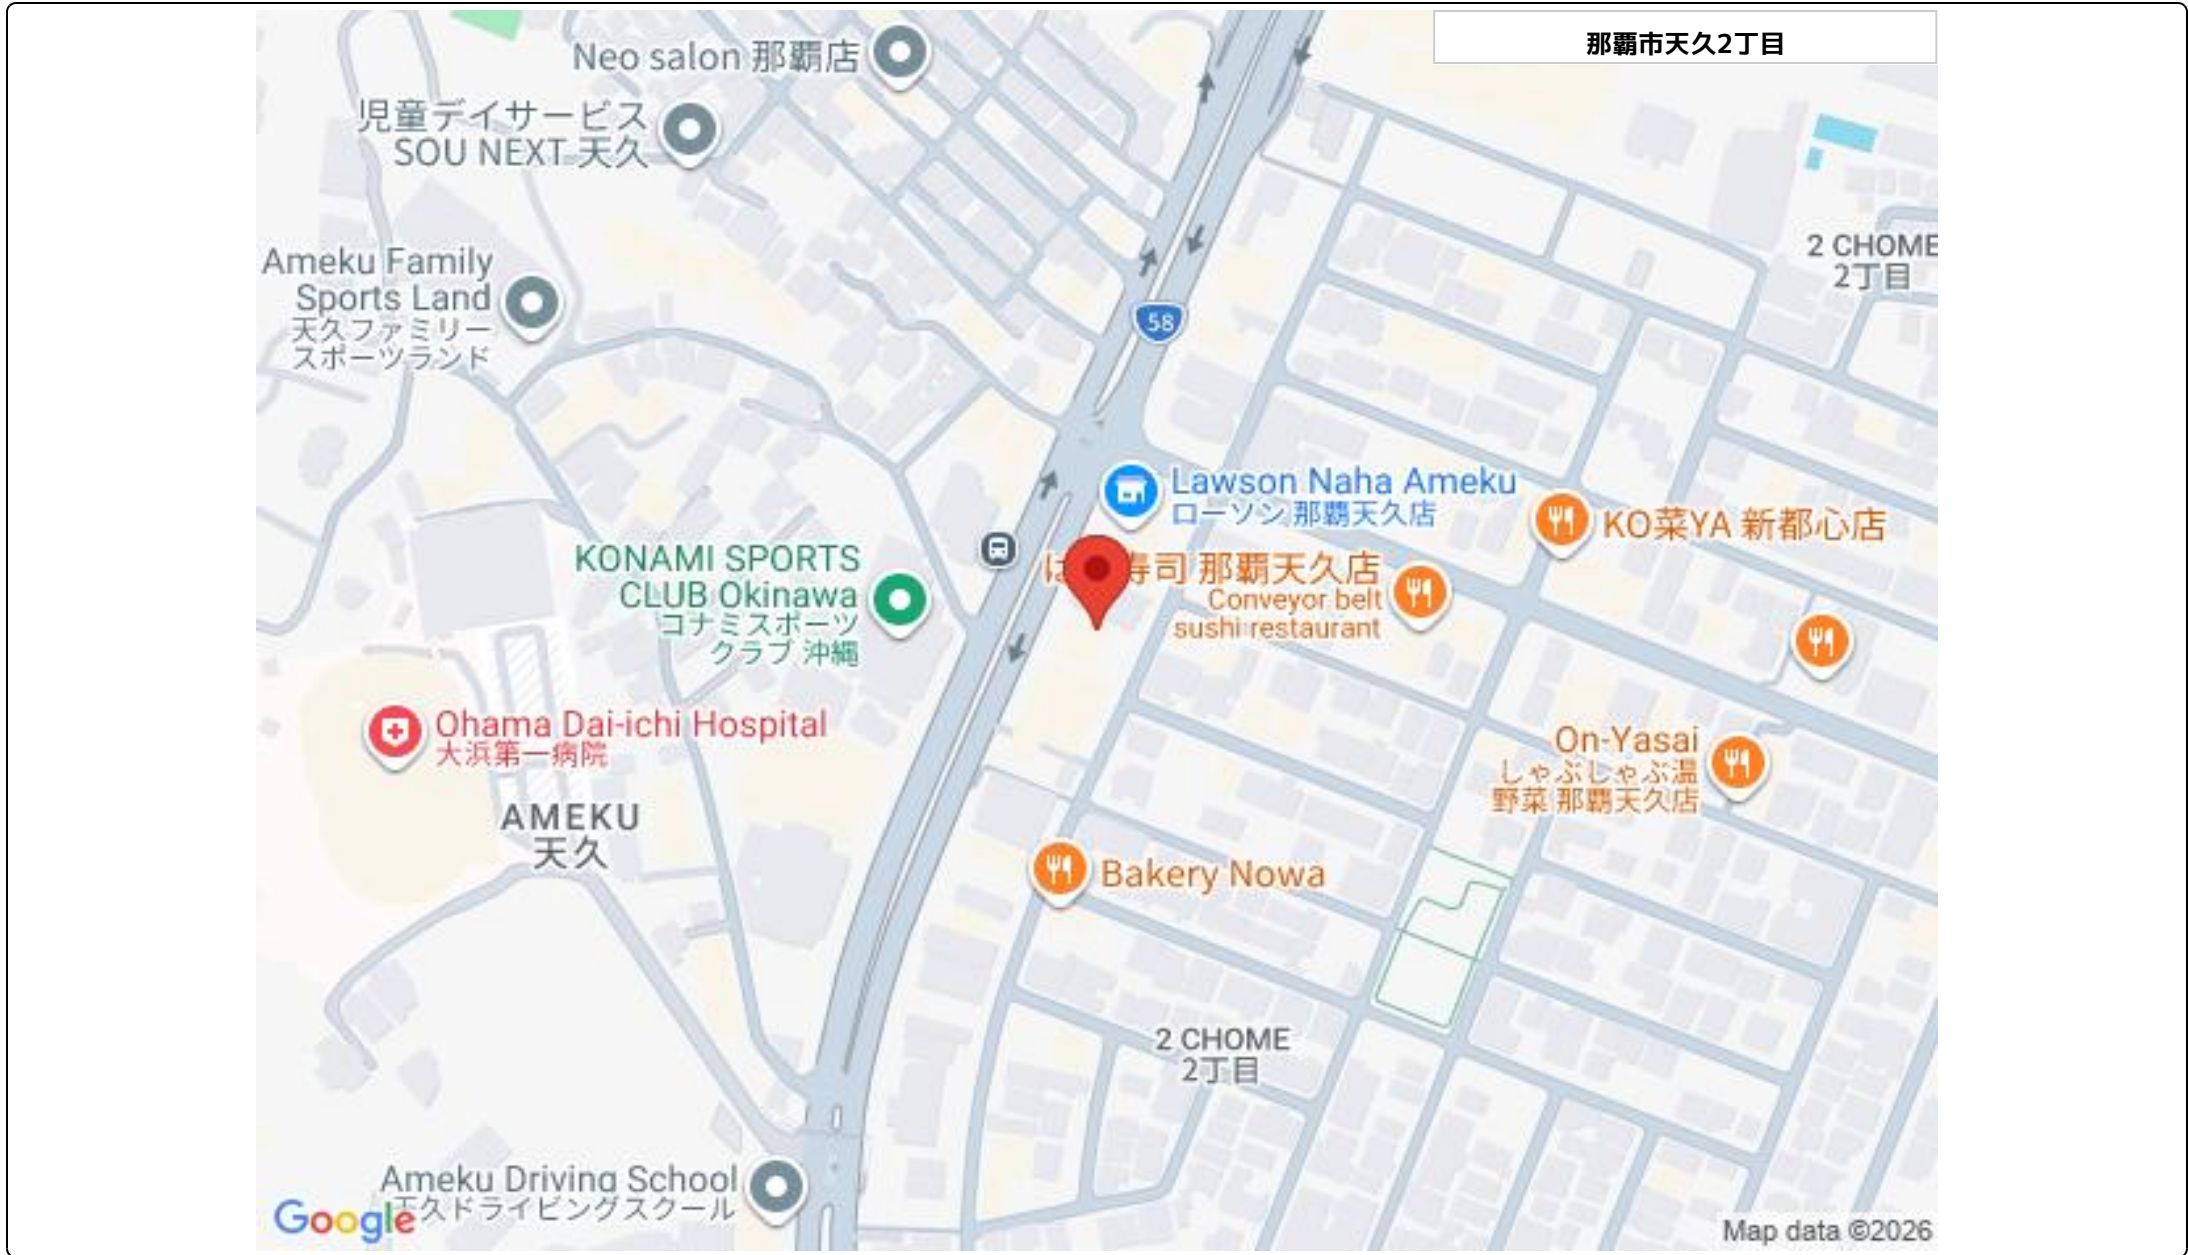 那覇市天久2丁目
Neo salon 那覇店
児童デイサービス
SOU NEXT 天久
2 CHOME
2丁目
Ameku Family
Sports Land
天久ファミリー
スポーツランド
58
Lawson Naha Ameku
ローソン 那覇天久店
KO菜YA 新都心店
KONAMI SPORTS
CLUB Okinawa
コナミスポーツ
クラブ 沖縄
は 寿司 那覇天久店
Conveyor belt
sushi restaurant
Ohama Dai-ichi Hospital
大浜第一病院
On-Yasai
しゃぶしゃぶ温
野菜 那覇天久店
AMEKU
天久
Bakery Nowa
2 CHOME
2丁目
Ameku Driving School
天久ドライビングスクール
Google
Map data ©2026